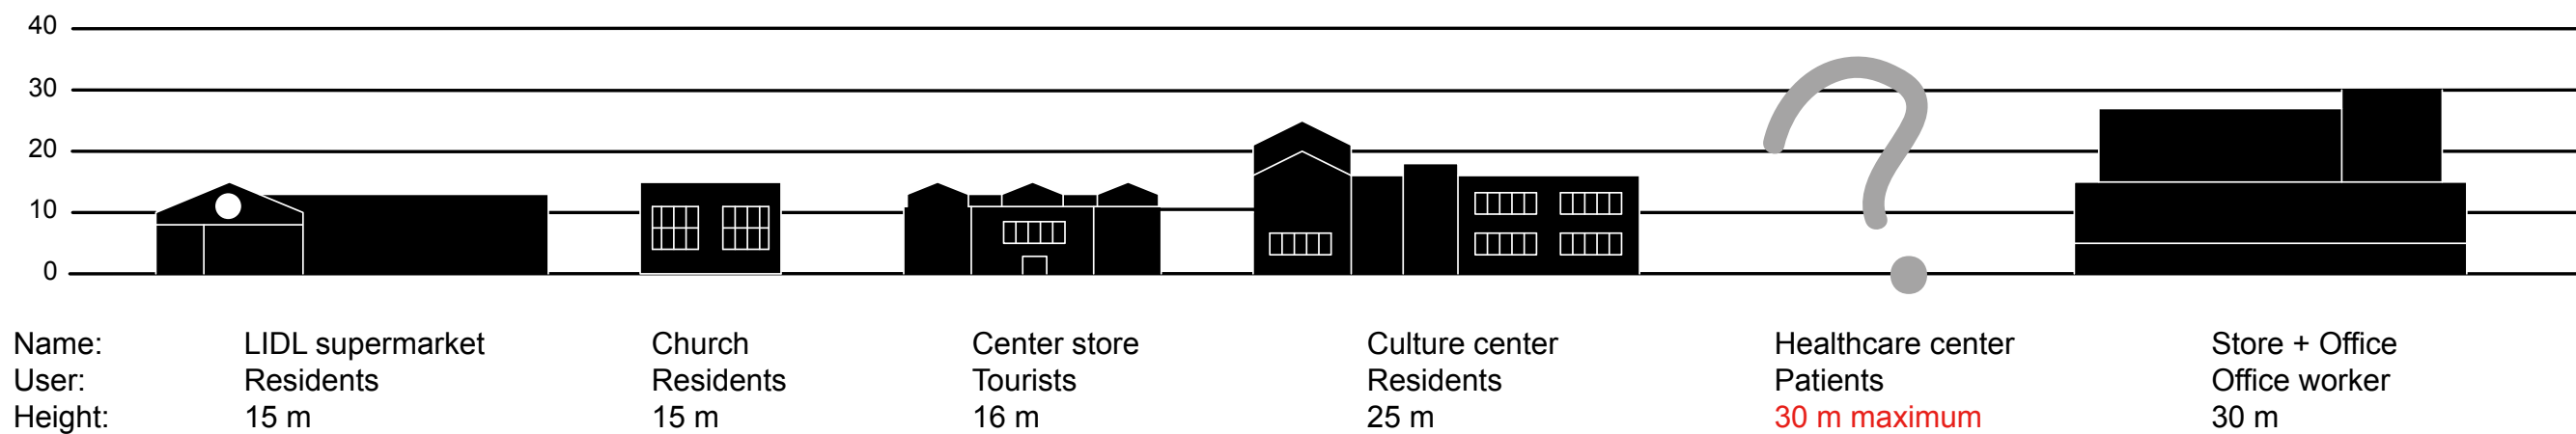 40
30
20
10
0
Name: LIDL supermarket Church Center store Culture center Healthcare center Store + Office
User: Residents Residents Tourists Residents Patients Office worker
Height: 15 m 15 m 16 m 25 m 30 m maximum 30 m